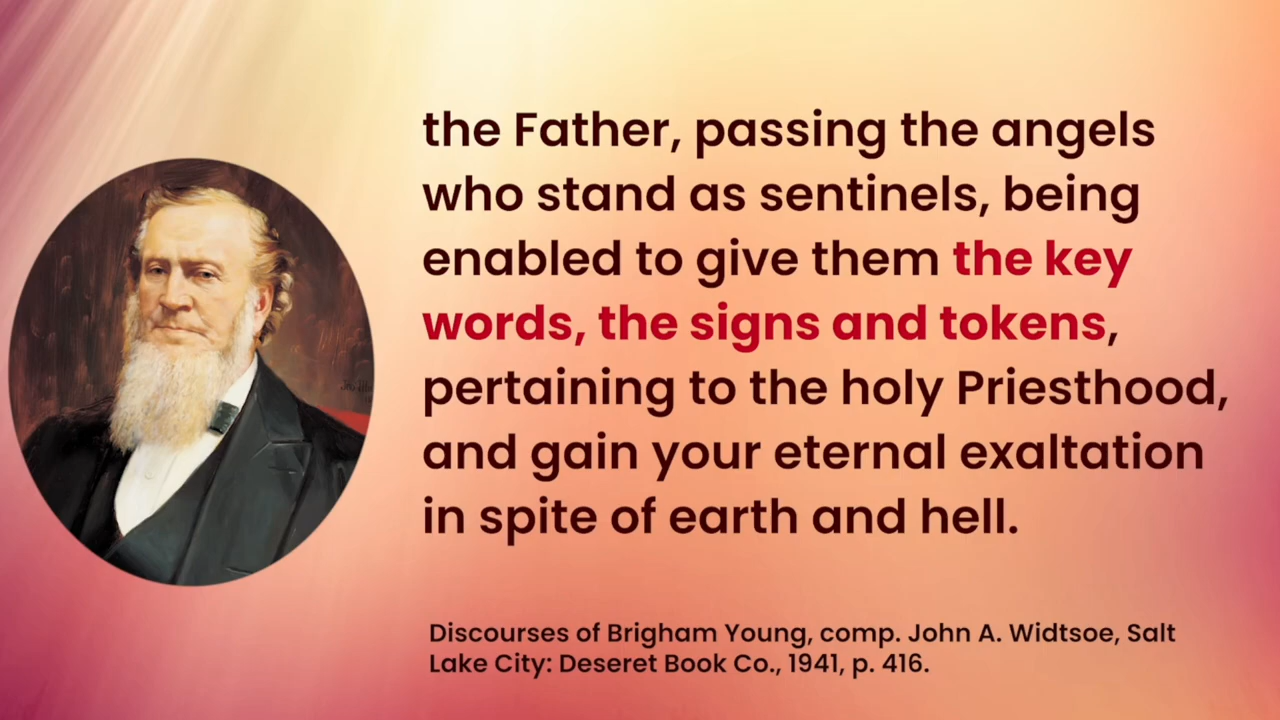 the Father, passing the angels
who stand as sentinels, being
enabled to give them the key
words, the signs and tokens,
pertaining to the holy Priesthood,
and gain your eternal exaltation
in spite of earth and hell.
Discourses of Brigham Young, comp. John A. Widtsoe, Salt
Lake City: Deseret Book Co., 1941, p. 416.